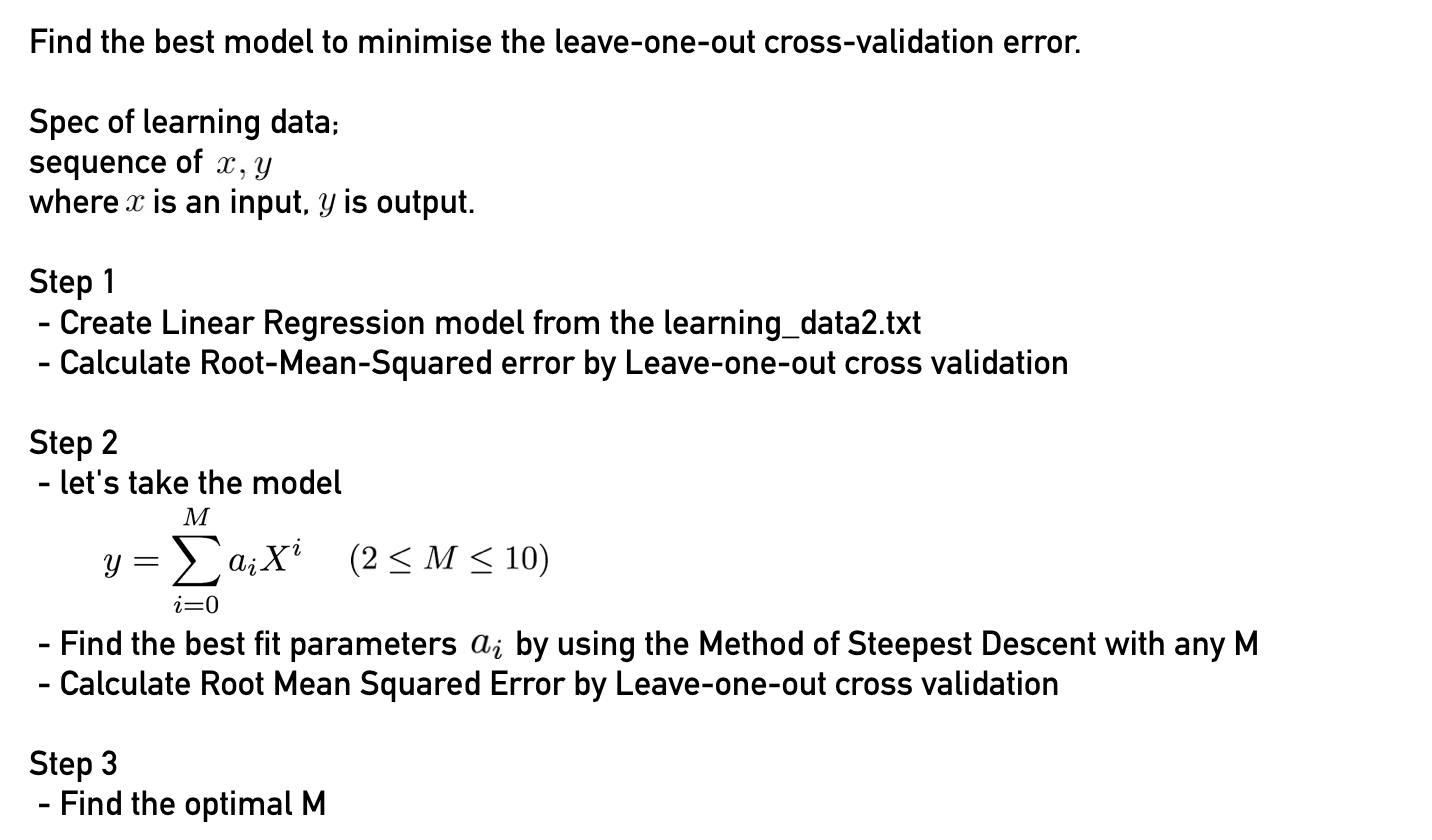 Find the best model to minimise the leave-one-out cross-validation error.
Spec of learning data;
sequence of x, y
where x is an input, y is output.
Step 1
- Create Linear Regression model from the learning_data2.txt
- Calculate Root-Mean-Squared error by Leave-one-out cross validation
Step 2
- let's take the model
y = \sum_{i=0}^{M} a_i X^i (2 ≤ M ≤ 10)
- Find the best fit parameters a_i by using the Method of Steepest Descent with any M
- Calculate Root Mean Squared Error by Leave-one-out cross validation
Step 3
- Find the optimal M